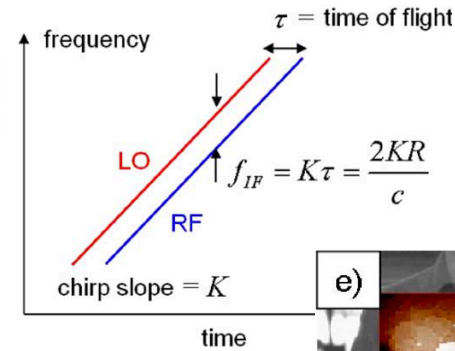 τ = time of flight
frequency
LO
f_IF = Kτ = 2KR/c
RF
chirp slope = K
e)
time